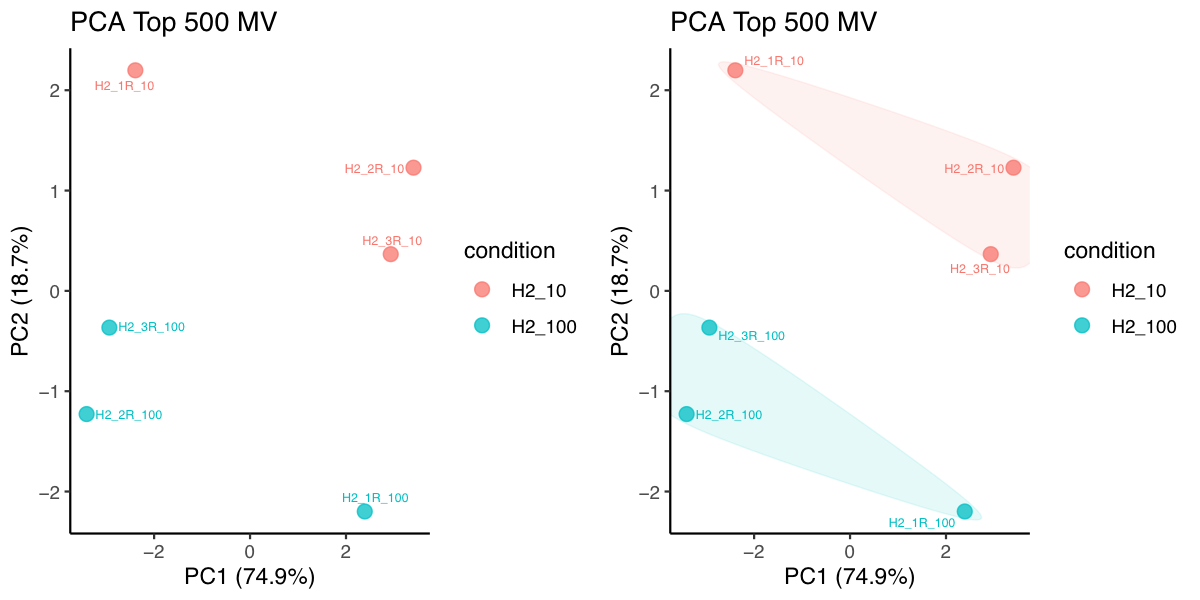 PCA Top 500 MV
PC2 (18.7%)
2
1
0
−1
−2
H2_1R_10
H2_2R_10
H2_3R_10
H2_3R_100
H2_2R_100
H2_1R_100
−2 0 2
PC1 (74.9%)
condition
H2_10
H2_100
PCA Top 500 MV
PC2 (18.7%)
2
1
0
−1
−2
H2_1R_10
H2_2R_10
H2_3R_10
H2_3R_100
H2_2R_100
H2_1R_100
−2 0 2
PC1 (74.9%)
condition
H2_10
H2_100